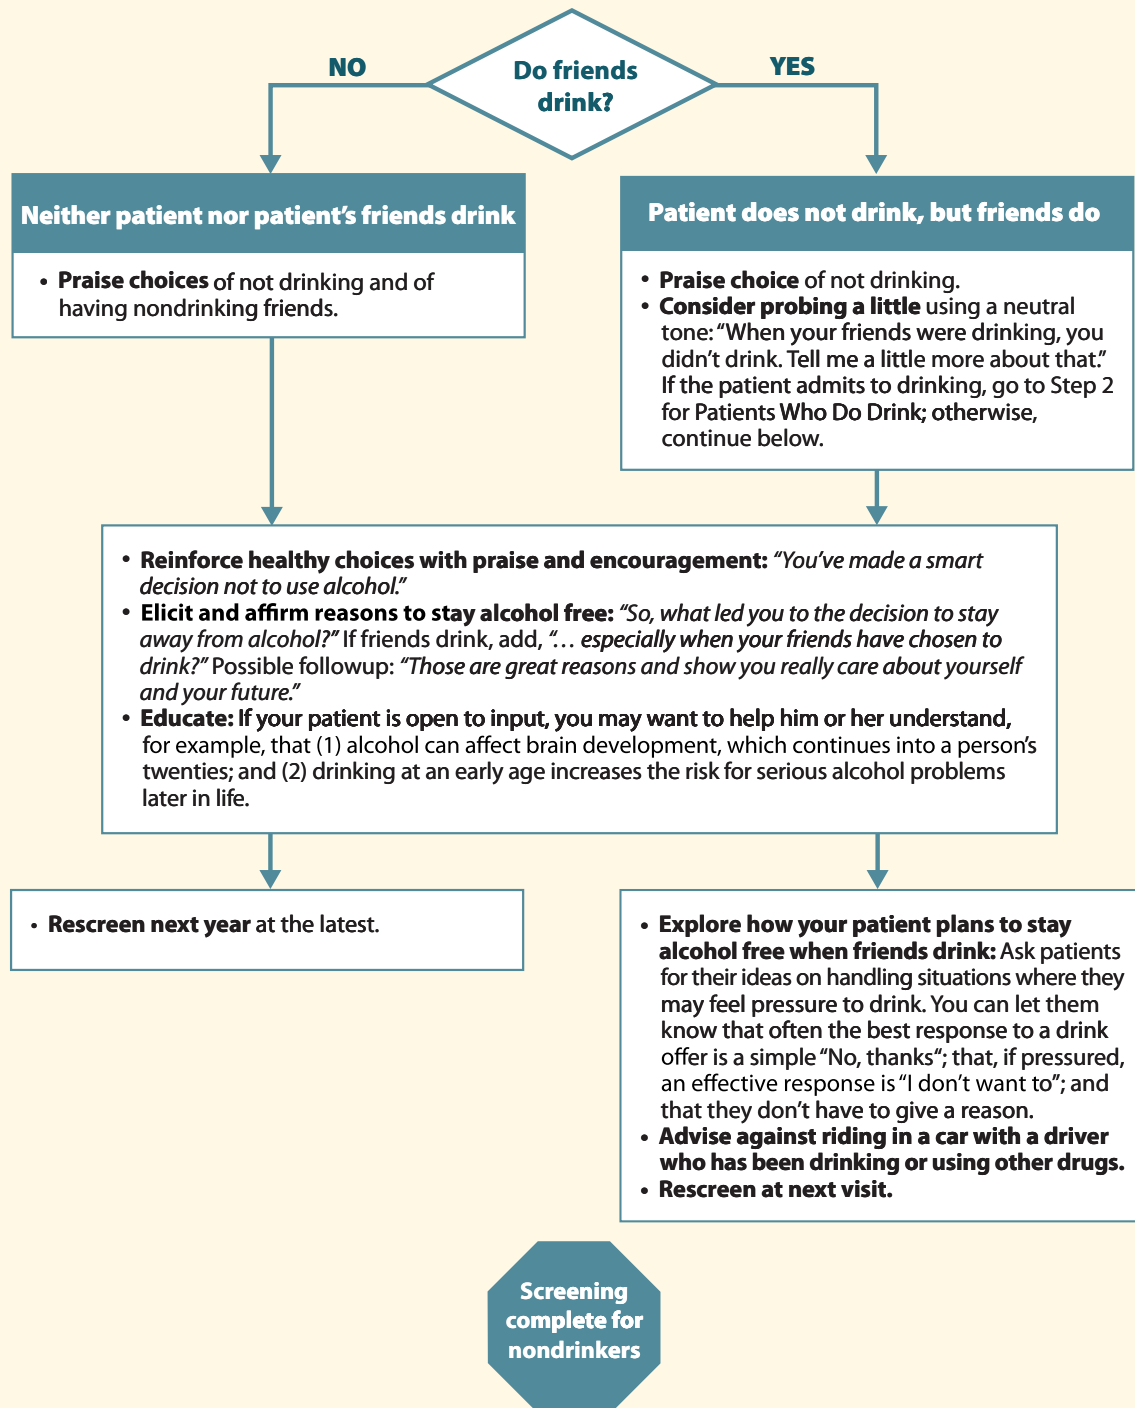 Do friends
drink?
NO
YES
Neither patient nor patient’s friends drink
• Praise choices of not drinking and of
having nondrinking friends.
Patient does not drink, but friends do
• Praise choice of not drinking.
• Consider probing a little using a neutral
tone: “When your friends were drinking, you
didn’t drink. Tell me a little more about that.”
If the patient admits to drinking, go to Step 2
for Patients Who Do Drink; otherwise,
continue below.
• Reinforce healthy choices with praise and encouragement: “You’ve made a smart
decision not to use alcohol.”
• Elicit and affirm reasons to stay alcohol free: “So, what led you to the decision to stay
away from alcohol?” If friends drink, add, “… especially when your friends have chosen to
drink?” Possible followup: “Those are great reasons and show you really care about yourself
and your future.”
• Educate: If your patient is open to input, you may want to help him or her understand,
for example, that (1) alcohol can affect brain development, which continues into a person’s
twenties; and (2) drinking at an early age increases the risk for serious alcohol problems
later in life.
• Rescreen next year at the latest.
• Explore how your patient plans to stay
alcohol free when friends drink: Ask patients
for their ideas on handling situations where they
may feel pressure to drink. You can let them
know that often the best response to a drink
offer is a simple “No, thanks“; that, if pressured,
an effective response is “I don’t want to”; and
that they don’t have to give a reason.
• Advise against riding in a car with a driver
who has been drinking or using other drugs.
• Rescreen at next visit.
Screening
complete for
nondrinkers